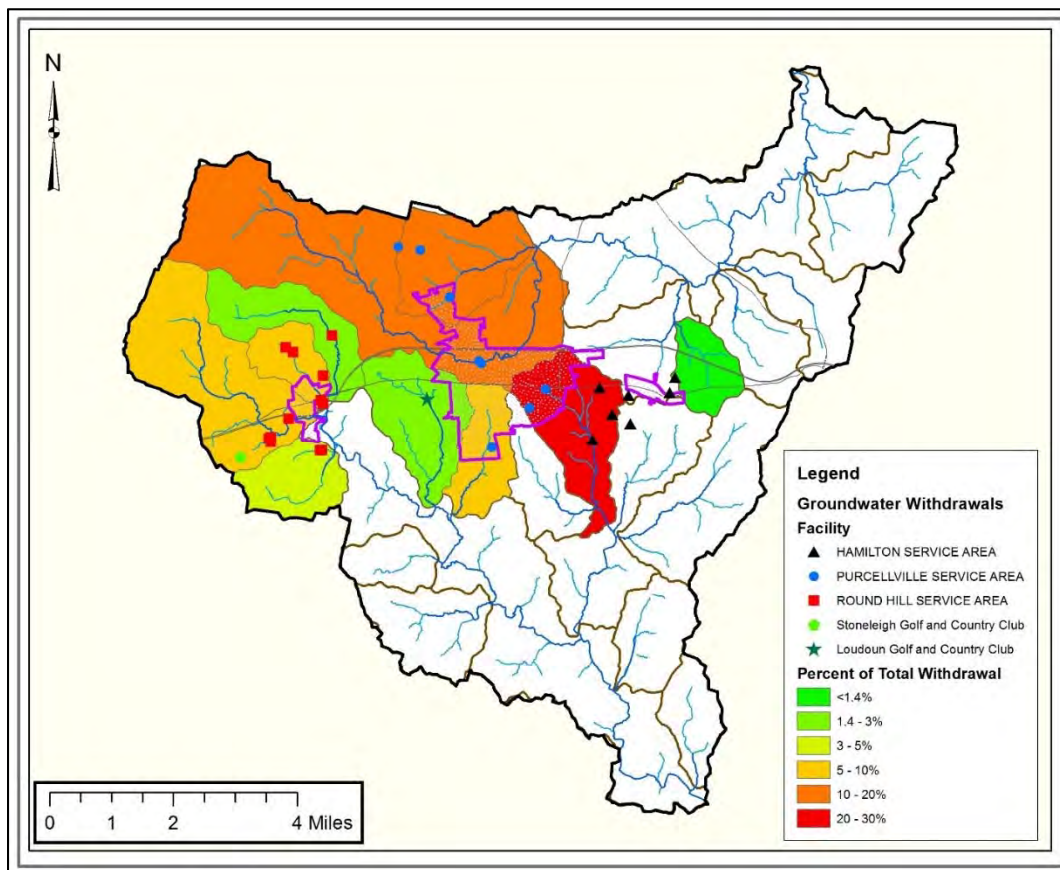 N
Legend
Groundwater Withdrawals
Facility
HAMILTON SERVICE AREA
PURCELLVILLE SERVICE AREA
ROUND HILL SERVICE AREA
Stoneleigh Golf and Country Club
Loudoun Golf and Country Club
Percent of Total Withdrawal
<1.4%
1.4 - 3%
3 - 5%
5 - 10%
10 - 20%
20 - 30%
0 1 2 4 Miles